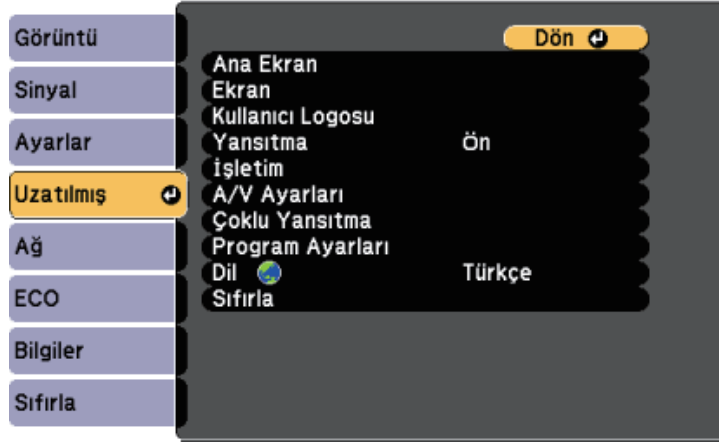 Görüntü
Sinyal
Ayarlar
Uzatılmış
Ağ
ECO
Bilgiler
Sıfırla
Dön
Ana Ekran
Ekran
Kullanıcı Logosu
Yansıtma Ön
İşletim
A/V Ayarları
Çoklu Yansıtma
Program Ayarları
Dil Türkçe
Sıfırla